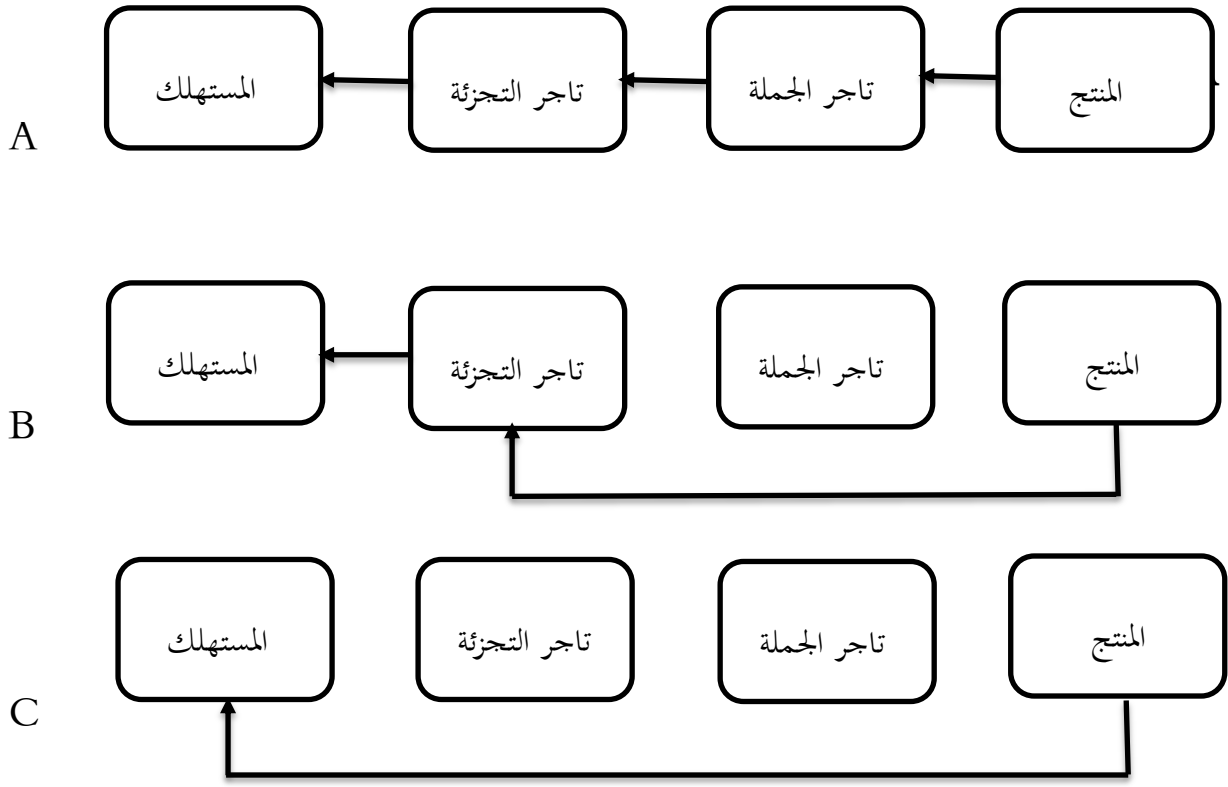 A
المنتج
تاجر الجملة
تاجر التجزئة
المستهلك
B
المنتج
تاجر الجملة
تاجر التجزئة
المستهلك
C
المنتج
تاجر الجملة
تاجر التجزئة
المستهلك